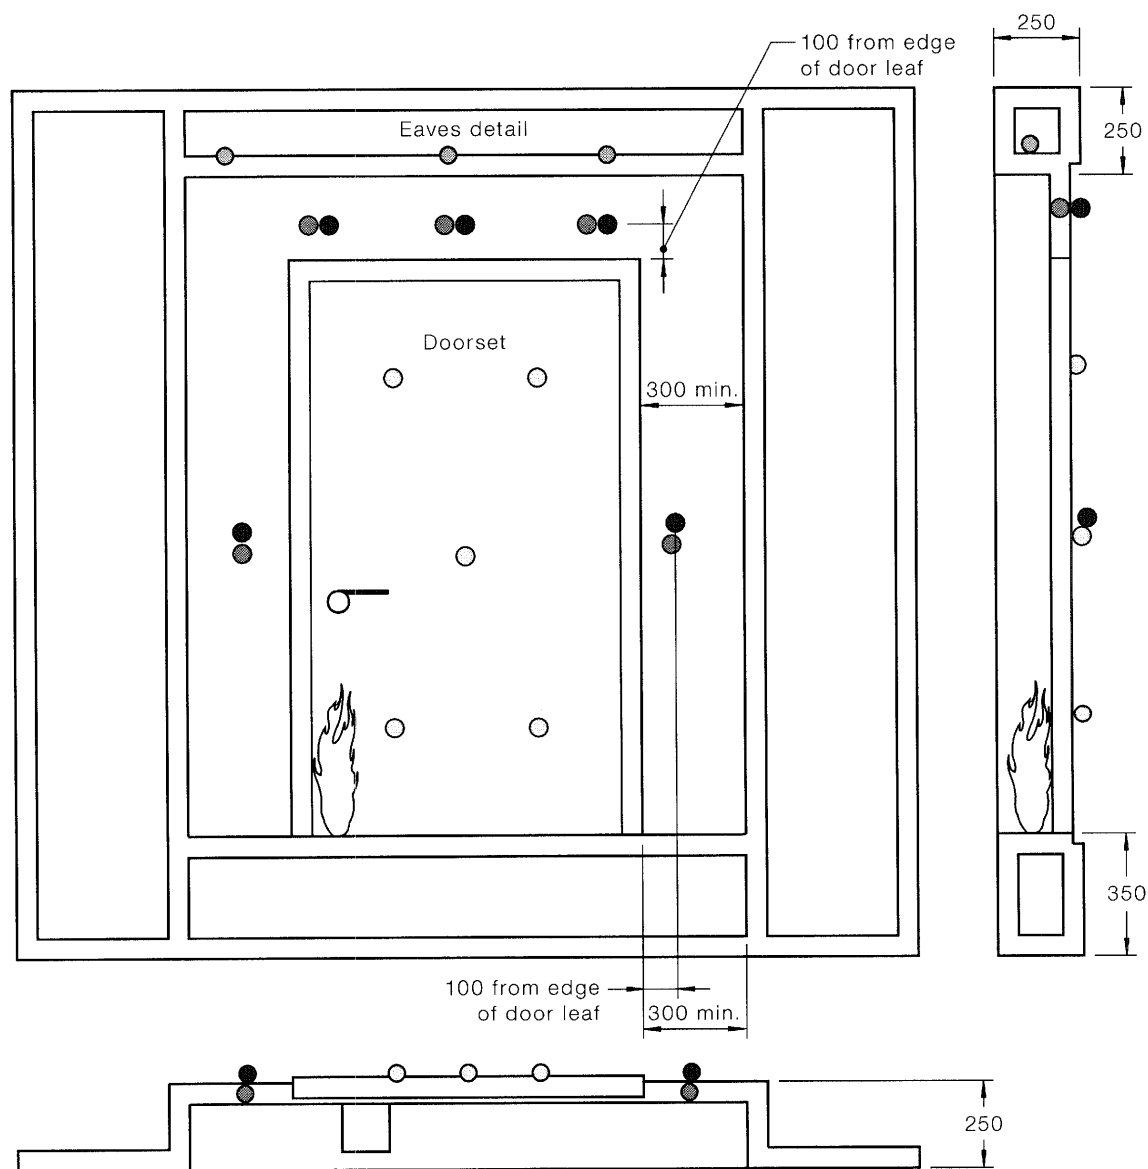 250
100 from edge
of door leaf
250
Eaves detail
Doorset
300 min.
350
100 from edge
of door leaf
300 min.
250